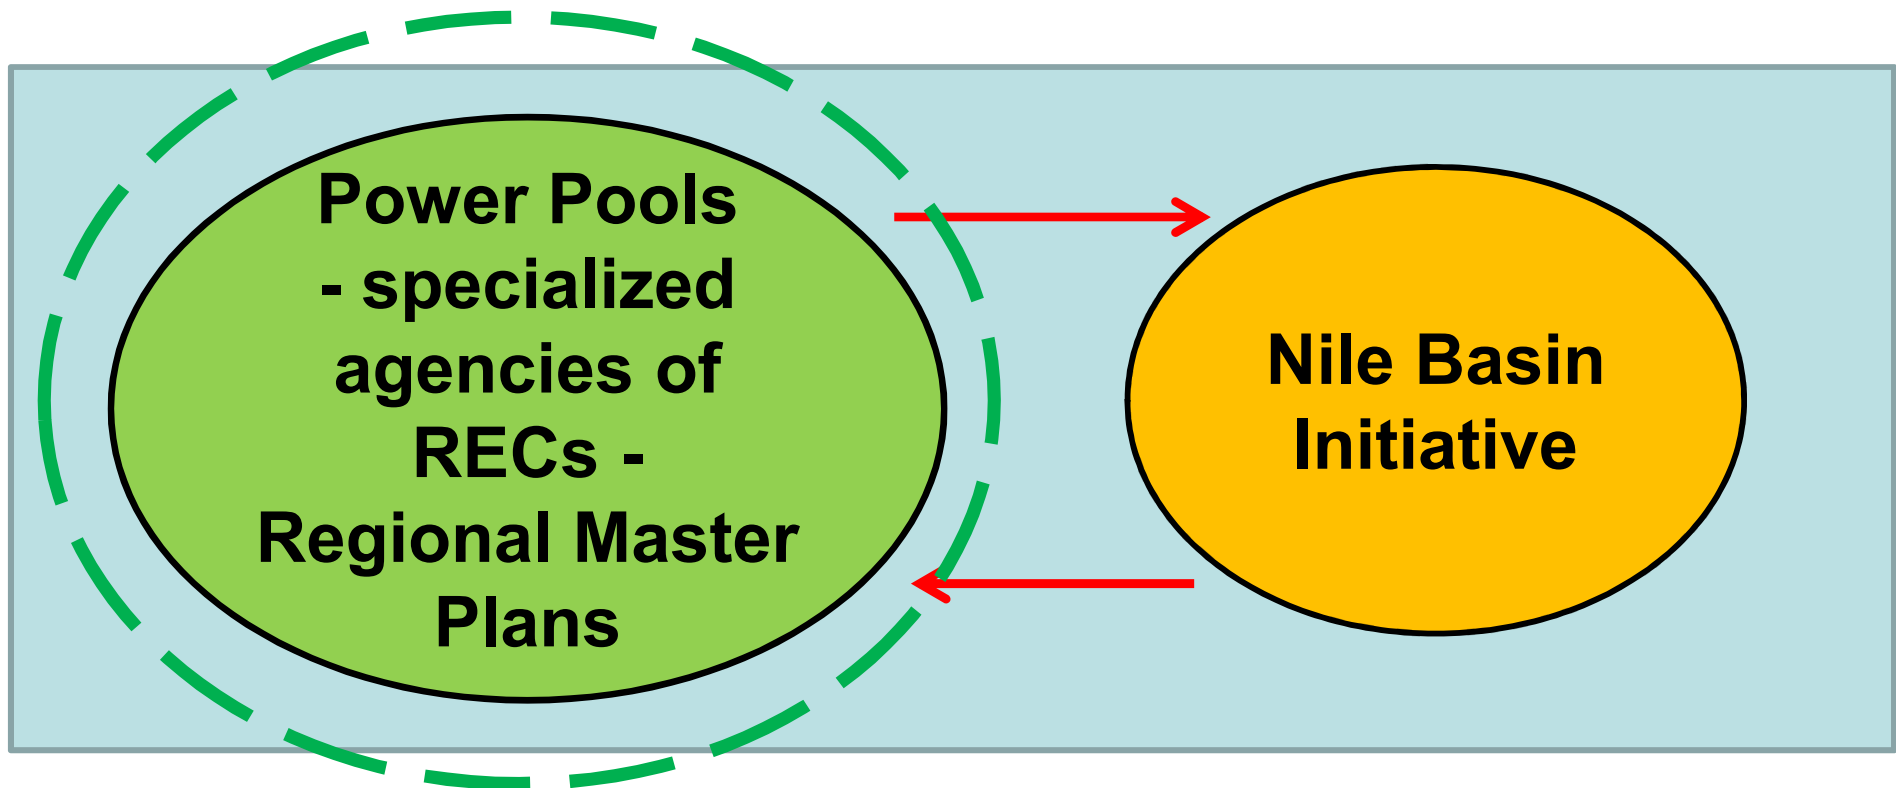 Power Pools
- specialized
agencies of
RECs -
Regional Master
Plans
Nile Basin
Initiative